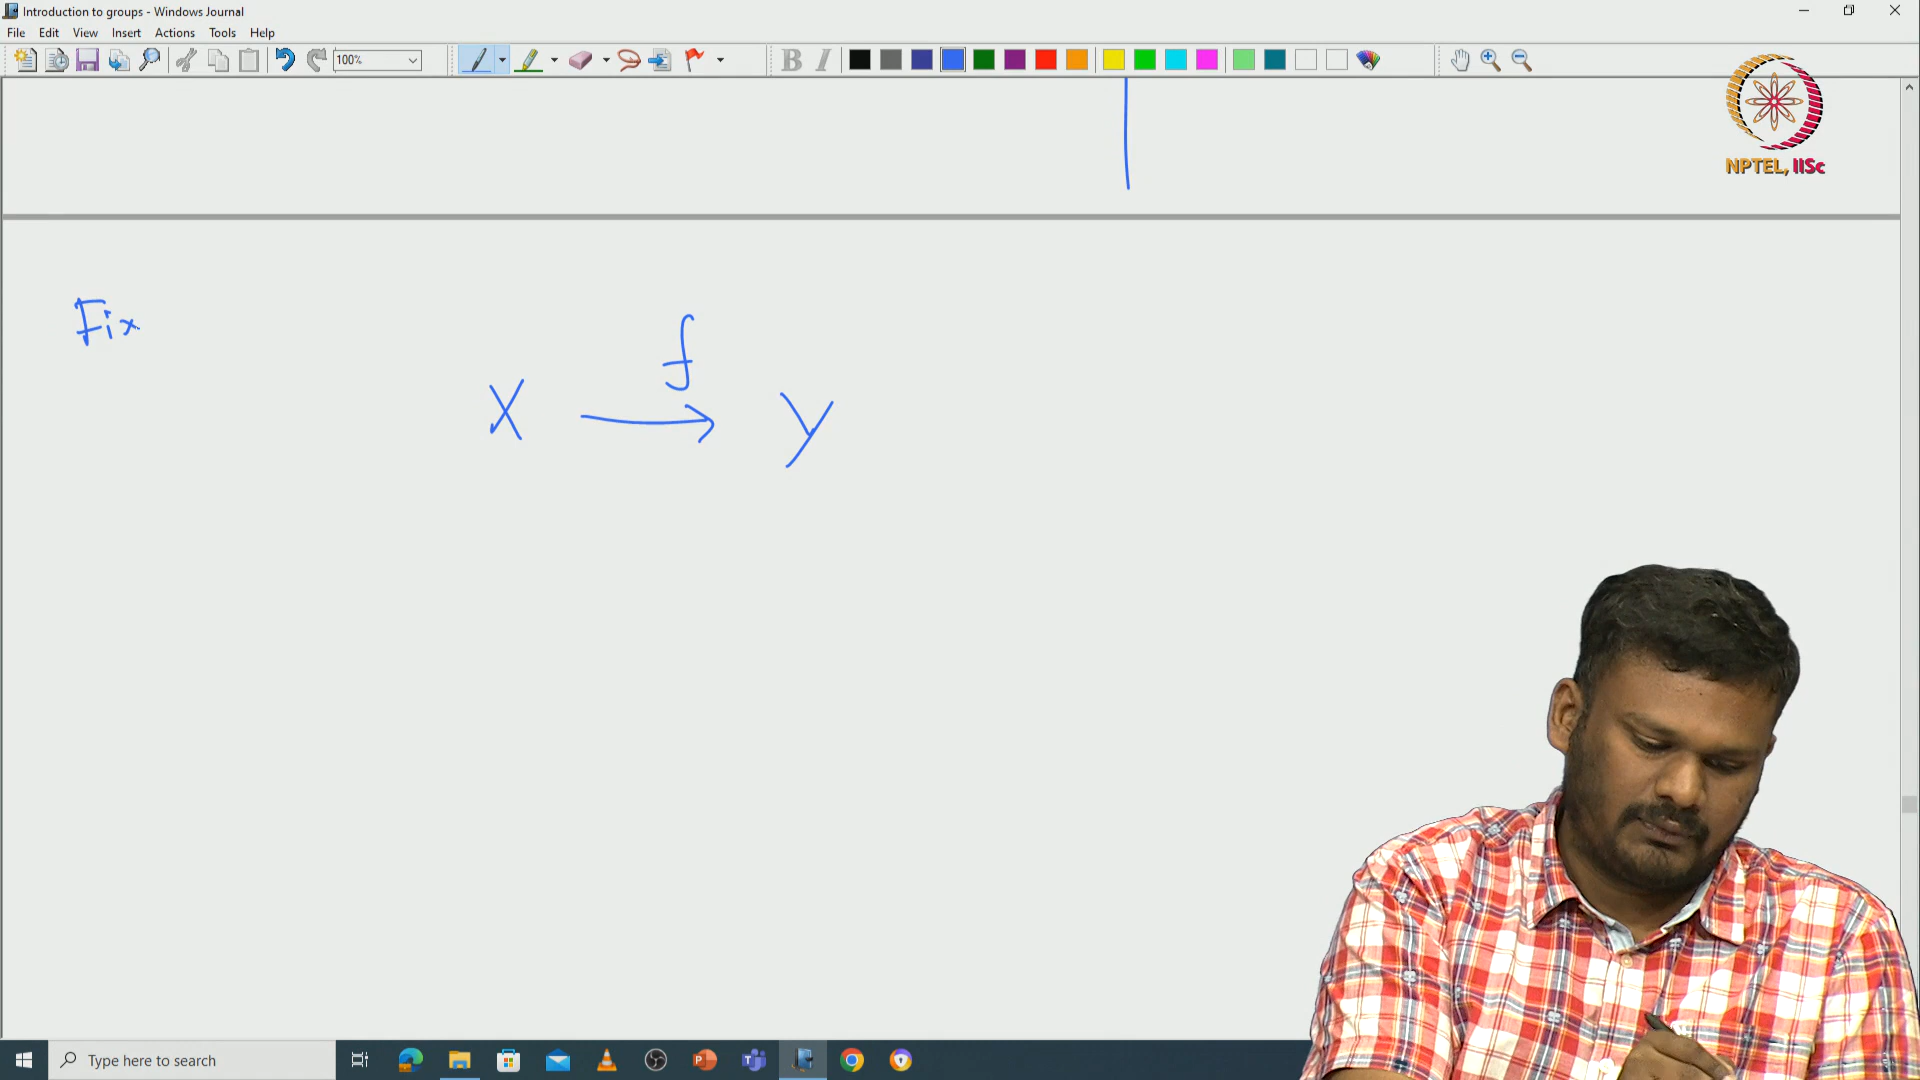 Introduction to groups - Windows Journal
File Edit View Insert Actions Tools Help
100%
B I
NPTEL, IISc
Fix
f
X → Y
Type here to search